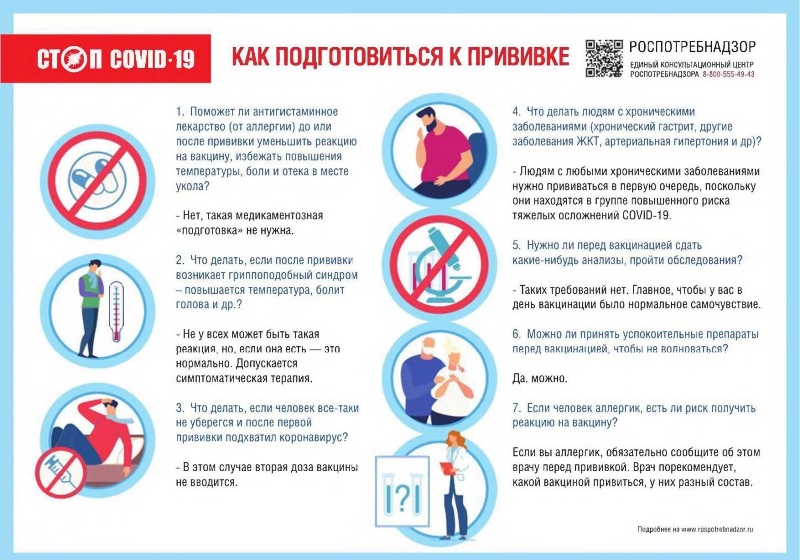 СТОП COVID-19
КАК ПОДГОТОВИТЬСЯ К ПРИВИВКЕ
РОСПОТРЕБНАДЗОР
ЕДИНЫЙ КОНСУЛЬТАЦИОННЫЙ ЦЕНТР
РОСПОТРЕБНАДЗОРА 8-800-555-49-43
1. Поможет ли антигистаминное
лекарство (от аллергии) до или
после прививки уменьшить реакцию
на вакцину, избежать повышения
температуры, боли и отека в месте
укола?
- Нет, такая медикаментозная
«подготовка» не нужна.
2. Что делать, если после прививки
возникает гриппоподобный синдром
– повышается температура, болит
голова и др.?
- Не у всех может быть такая
реакция, но, если она есть — это
нормально. Допускается
симптоматическая терапия.
3. Что делать, если человек все-таки
не уберегся и после первой
прививки подхватил коронавирус?
- В этом случае вторая доза вакцины
не вводится.
4. Что делать людям с хроническими
заболеваниями (хронический гастрит, другие
заболевания ЖКТ, артериальная гипертония и др)?
- Людям с любыми хроническими заболеваниями
нужно прививаться в первую очередь, поскольку
они находятся в группе повышенного риска
тяжелых осложнений COVID-19.
5. Нужно ли перед вакцинацией сдать
какие-нибудь анализы, пройти обследования?
- Таких требований нет. Главное, чтобы у вас в
день вакцинации было нормальное самочувствие.
6. Можно ли принять успокоительные препараты
перед вакцинацией, чтобы не волноваться?
Да, можно.
7. Если человек аллергик, есть ли риск получить
реакцию на вакцину?
Если вы аллергик, обязательно сообщите об этом
врачу перед прививкой. Врач порекомендует,
какой вакциной привиться, у них разный состав.
!?!
Подробнее на www.rospotrebnadzor.ru